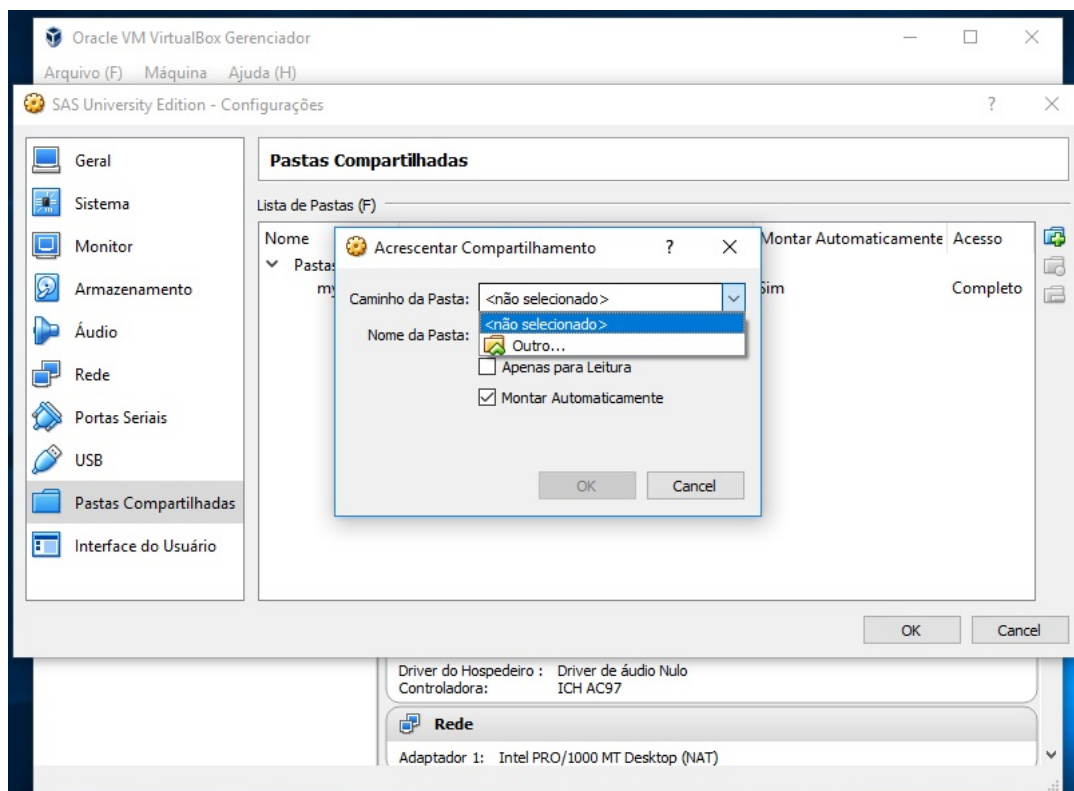 Oracle VM VirtualBox Gerenciador
Arquivo (F) Máquina Ajuda (H)
SAS University Edition - Configurações
Geral
Sistema
Monitor
Armazenamento
Áudio
Rede
Portas Seriais
USB
Pastas Compartilhadas
Interface do Usuário
Pastas Compartilhadas
Lista de Pastas (F)
Nome Montar Automaticamente Acesso
Sim Completo
Acrescentar Compartilhamento
Caminho da Pasta: <não selecionado>
<não selecionado>
Outro...
Nome da Pasta:
Apenas para Leitura
Montar Automaticamente
OK Cancel
OK Cancel
Driver do Hospedeiro : Driver de áudio Nulo
Controladora: ICH AC97
Rede
Adaptador 1: Intel PRO/1000 MT Desktop (NAT)